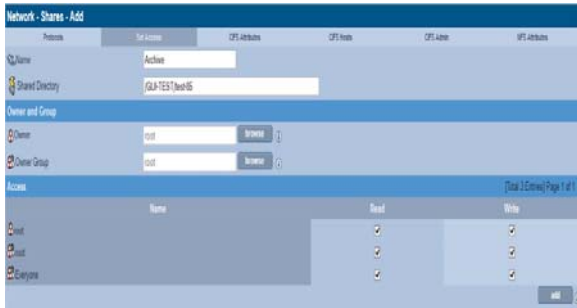 Network - Shares - Add
Protocols Set Access CIFS Attributes CIFS Hosts CIFS Admin NFS Attributes
Name Archive
Shared Directory /GUI-TEST/test-85
Owner and Group
Owner root browse
Owner Group root browse
Access [Total 3 Entries] Page 1 of 1
Name Read Write
root
root
Everyone
add